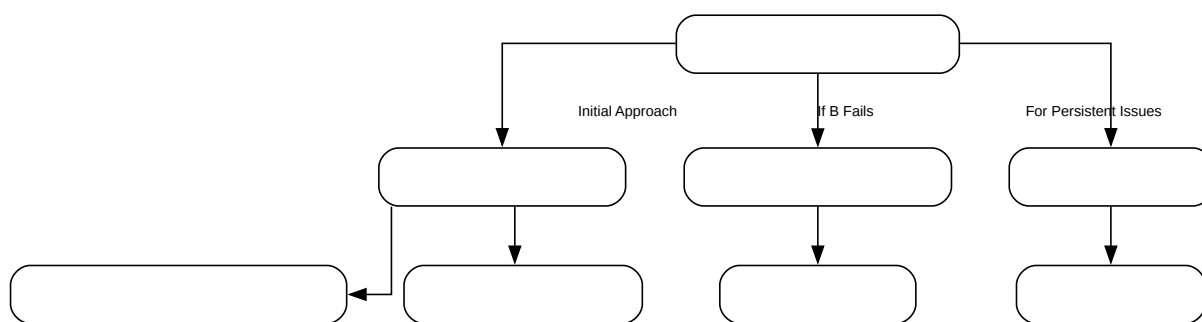 Initial Approach
If B Fails
For Persistent Issues